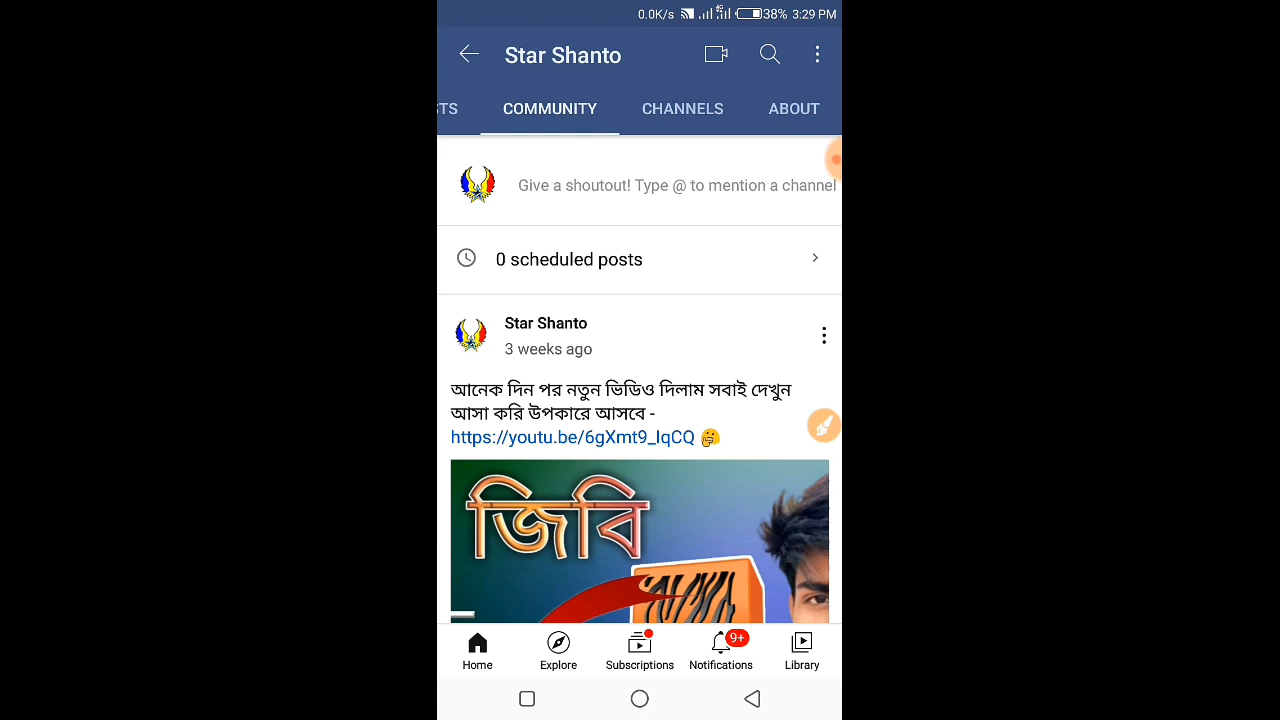 0.0K/s 4G 38% 3:29 PM
Star Shanto
TS COMMUNITY CHANNELS ABOUT
Give a shoutout! Type @ to mention a channel
0 scheduled posts
Star Shanto
3 weeks ago
আনেক দিন পর নতুন ভিডিও দিলাম সবাই দেখুন
আসা করি উপকারে আসবে -
https://youtu.be/6gXmt9_IqCQ 🤔
জিবি
9+
Home Explore Subscriptions Notifications Library